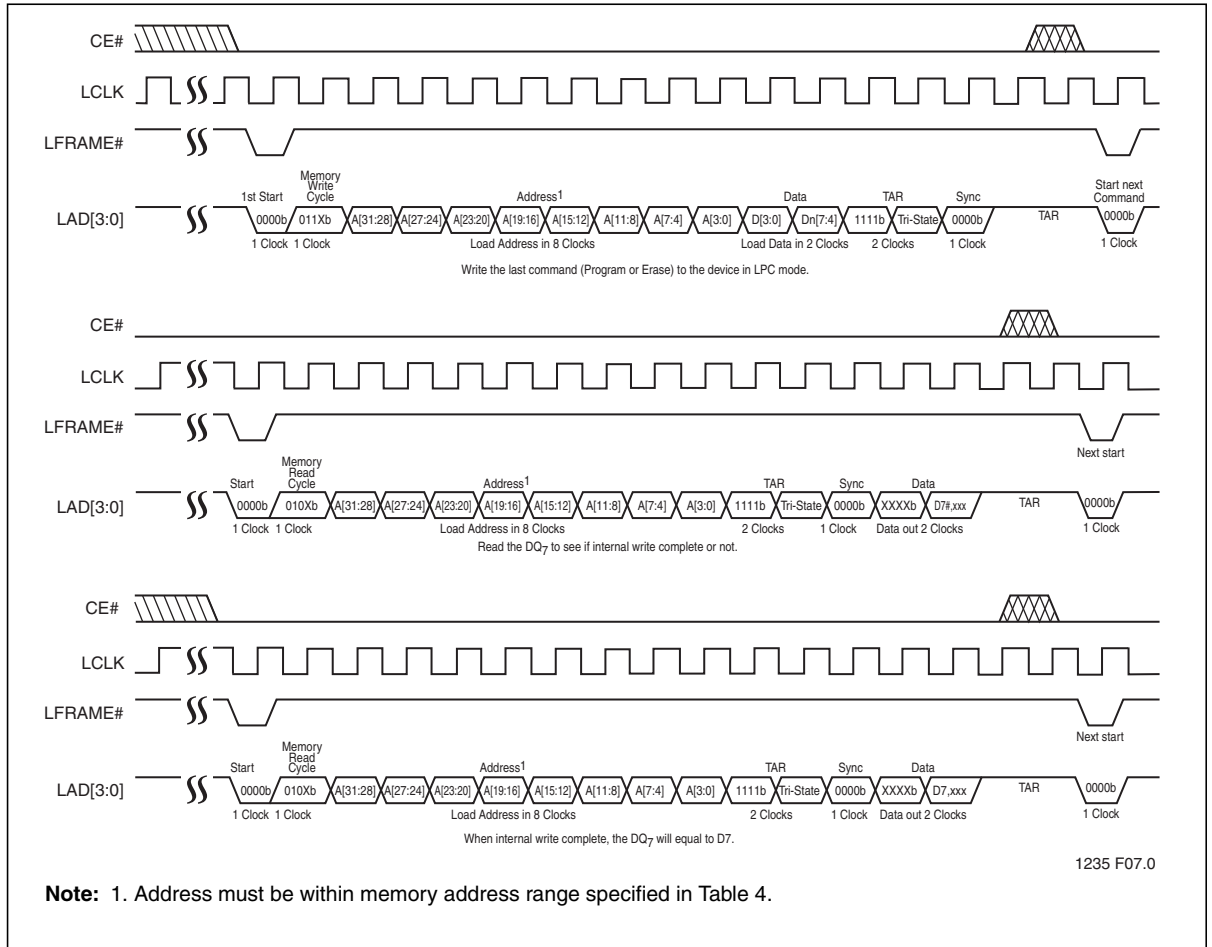 CE#
LCLK
LFRAME#
1st Start Memory Write Cycle Address1 Data TAR Sync Start next Command
LAD[3:0] 0000b 011Xb A[31:28] A[27:24] A[23:20] A[19:16] A[15:12] A[11:8] A[7:4] A[3:0] D[3:0] Dn[7:4] 1111b Tri-State 0000b TAR 0000b
1 Clock 1 Clock Load Address in 8 Clocks Load Data in 2 Clocks 2 Clocks 1 Clock 1 Clock
Write the last command (Program or Erase) to the device in LPC mode.
CE#
LCLK
LFRAME#
Next start
Start Memory Read Cycle Address1 TAR Sync Data
LAD[3:0] 0000b 010Xb A[31:28] A[27:24] A[23:20] A[19:16] A[15:12] A[11:8] A[7:4] A[3:0] 1111b Tri-State 0000b XXXXb D7#,xxx TAR 0000b
1 Clock 1 Clock Load Address in 8 Clocks 2 Clocks 1 Clock Data out 2 Clocks 1 Clock
Read the DQ7 to see if internal write complete or not.
CE#
LCLK
LFRAME#
Next start
Start Memory Read Cycle Address1 TAR Sync Data
LAD[3:0] 0000b 010Xb A[31:28] A[27:24] A[23:20] A[19:16] A[15:12] A[11:8] A[7:4] A[3:0] 1111b Tri-State 0000b XXXXb D7,xxx TAR 0000b
1 Clock 1 Clock Load Address in 8 Clocks 2 Clocks 1 Clock Data out 2 Clocks 1 Clock
When internal write complete, the DQ7 will equal to D7.
1235 F07.0
Note: 1. Address must be within memory address range specified in Table 4.